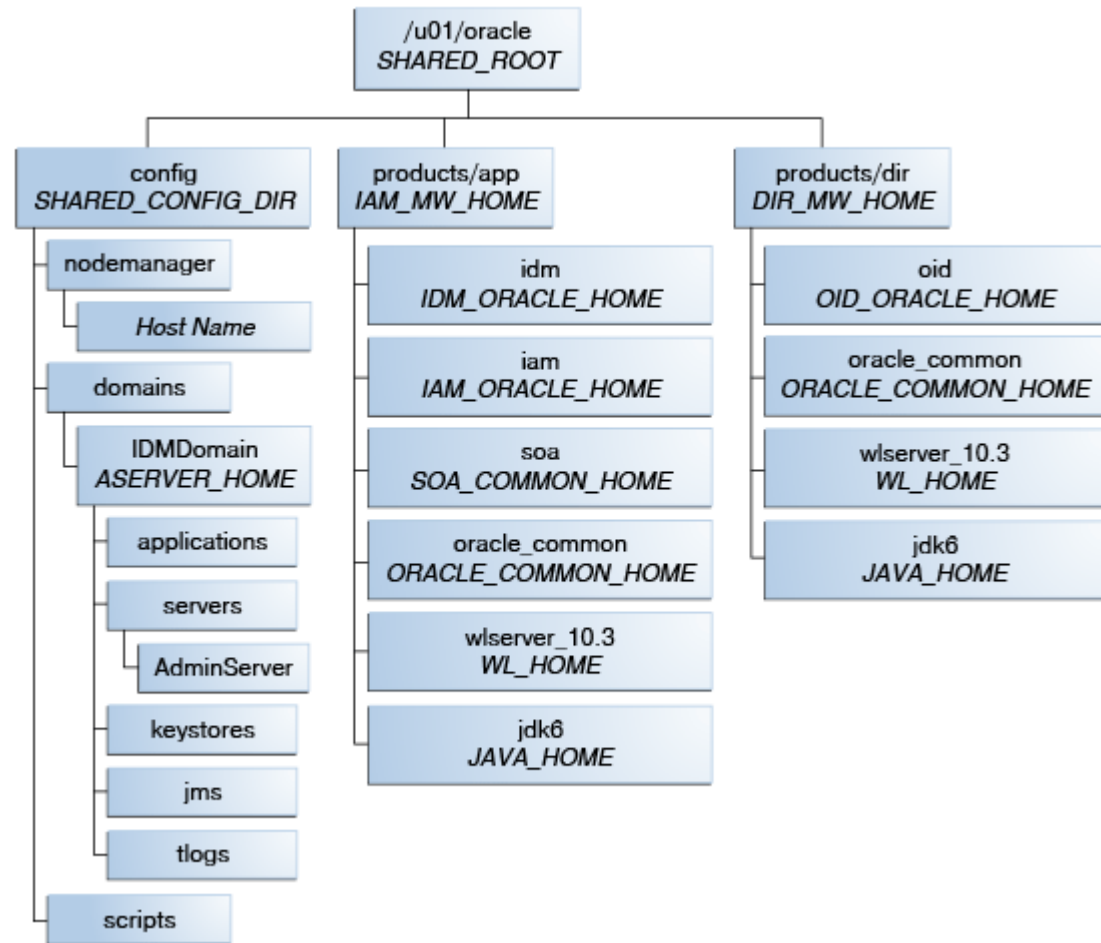 /u01/oracle
SHARED_ROOT
config
SHARED_CONFIG_DIR
nodemanager
Host Name
domains
IDMDomain
ASERVER_HOME
applications
servers
AdminServer
keystores
jms
tlogs
scripts
products/app
IAM_MW_HOME
idm
IDM_ORACLE_HOME
iam
IAM_ORACLE_HOME
soa
SOA_COMMON_HOME
oracle_common
ORACLE_COMMON_HOME
wlserver_10.3
WL_HOME
jdk6
JAVA_HOME
products/dir
DIR_MW_HOME
oid
OID_ORACLE_HOME
oracle_common
ORACLE_COMMON_HOME
wlserver_10.3
WL_HOME
jdk6
JAVA_HOME